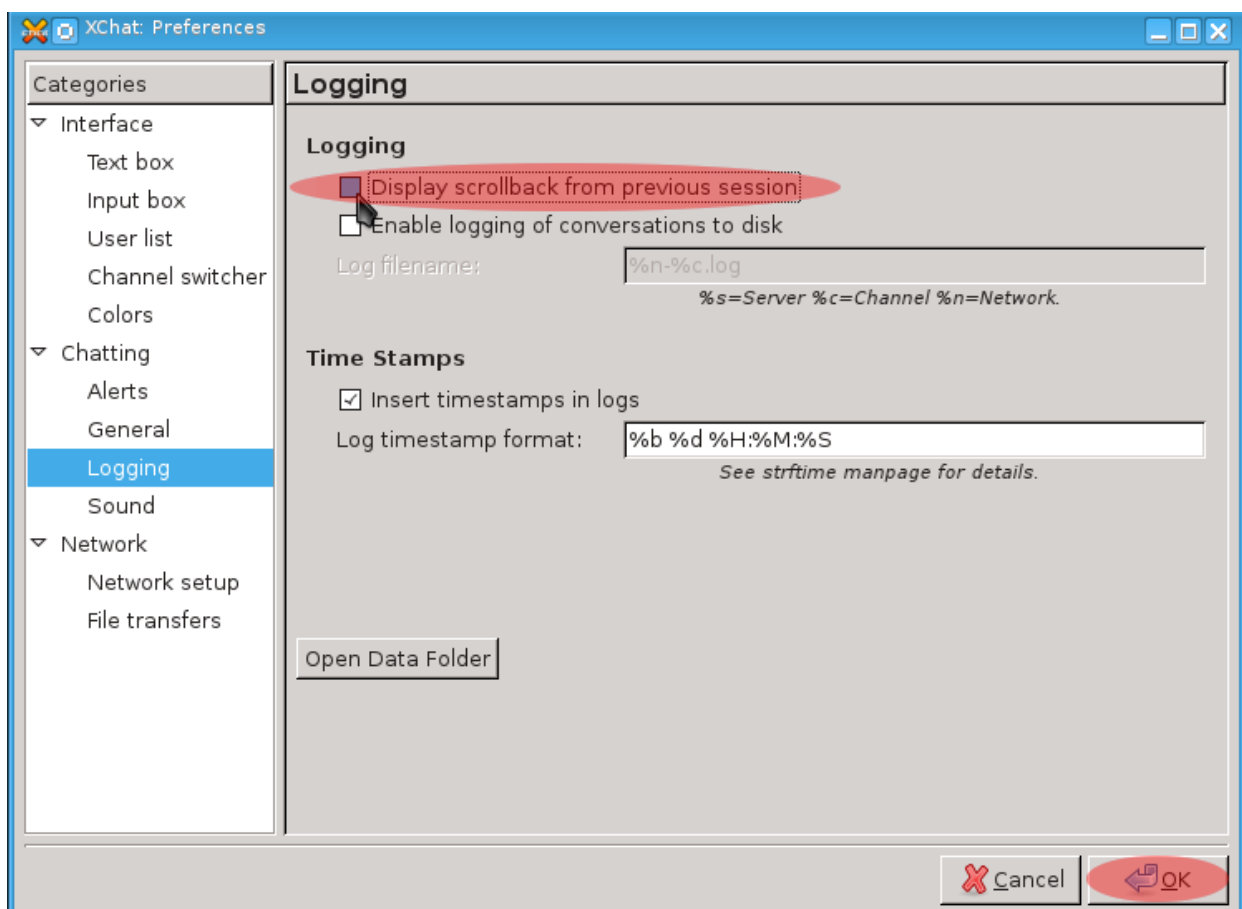 XChat: Preferences
Categories
Interface
Text box
Input box
User list
Channel switcher
Colors
Chatting
Alerts
General
Logging
Sound
Network
Network setup
File transfers
Logging
Logging
Display scrollback from previous session
Enable logging of conversations to disk
Log filename: %n-%c.log
%s=Server %c=Channel %n=Network.
Time Stamps
Insert timestamps in logs
Log timestamp format: %b %d %H:%M:%S
See strftime manpage for details.
Open Data Folder
Cancel OK